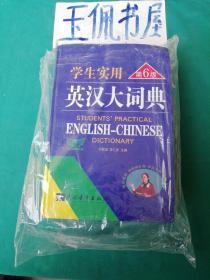 玉佩书屋
学生实用
第6版
英汉大词典
STUDENTS' PRACTICAL
ENGLISH-CHINESE
DICTIONARY